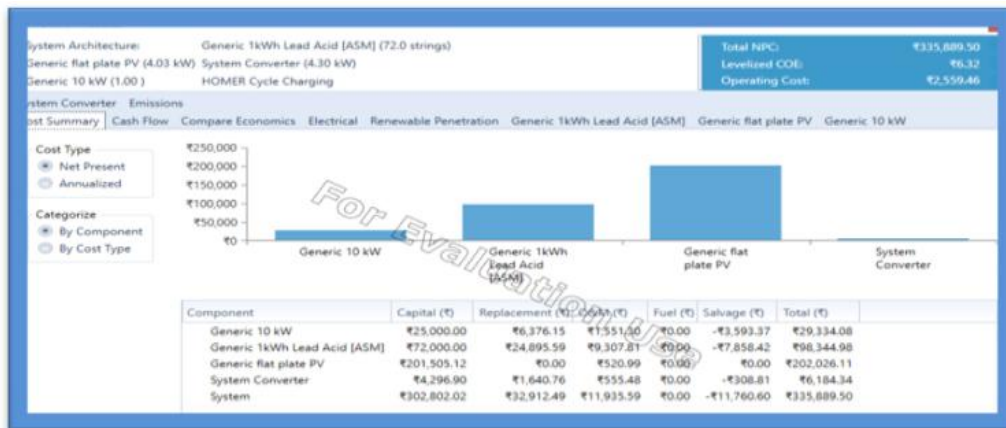 System Architecture: Generic 1kWh Lead Acid [ASM] (72.0 strings)
Generic flat plate PV (4.03 kW) System Converter (4.30 kW)
Generic 10 kW (1.00 ) HOMER Cycle Charging
Total NPC: ₹335,889.50
Levelized COE: ₹6.32
Operating Cost: ₹2,559.46
ystem Converter Emissions
ost Summary Cash Flow Compare Economics Electrical Renewable Penetration Generic 1kWh Lead Acid [ASM] Generic flat plate PV Generic 10 kW
Cost Type
Net Present
Annualized
Categorize
By Component
By Cost Type
₹250,000
₹200,000
₹150,000
₹100,000
₹50,000
₹0
Generic 10 kW
Generic 1kWh
Lead Acid
[ASM]
Generic flat
plate PV
System
Converter
For Evaluation Use
Component Capital (₹) Replacement (₹) O&M (₹) Fuel (₹) Salvage (₹) Total (₹)
Generic 10 kW ₹25,000.00 ₹6,376.15 ₹1,551.30 ₹0.00 -₹3,593.37 ₹29,334.08
Generic 1kWh Lead Acid [ASM] ₹72,000.00 ₹24,895.59 ₹9,307.81 ₹0.00 -₹7,858.42 ₹98,344.98
Generic flat plate PV ₹201,505.12 ₹0.00 ₹520.99 ₹0.00 ₹0.00 ₹202,026.11
System Converter ₹4,296.90 ₹1,640.76 ₹555.48 ₹0.00 -₹308.81 ₹6,184.34
System ₹302,802.02 ₹32,912.49 ₹11,935.59 ₹0.00 -₹11,760.60 ₹335,889.50